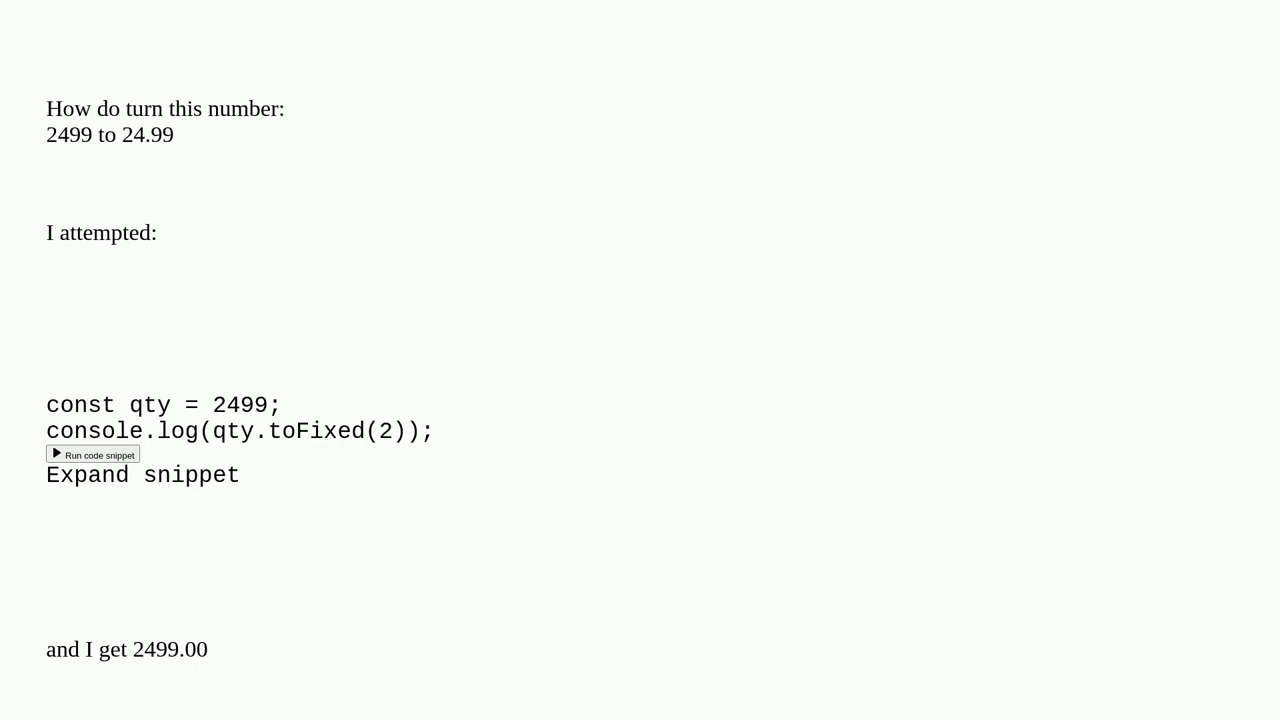 How do turn this number:
2499 to 24.99
I attempted:
const qty = 2499;
console.log(qty.toFixed(2));
Run code snippet
Expand snippet
and I get 2499.00